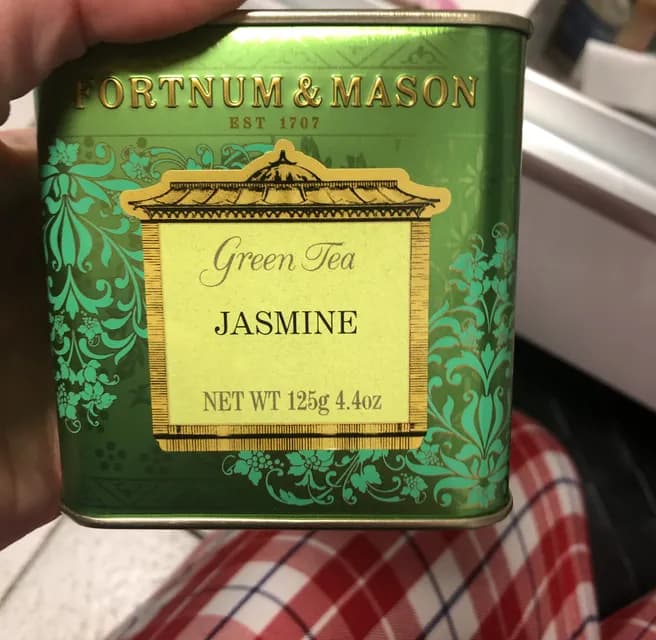 FORTNUM & MASON
EST 1707
Green Tea
JASMINE
NET WT 125g 4.4oz